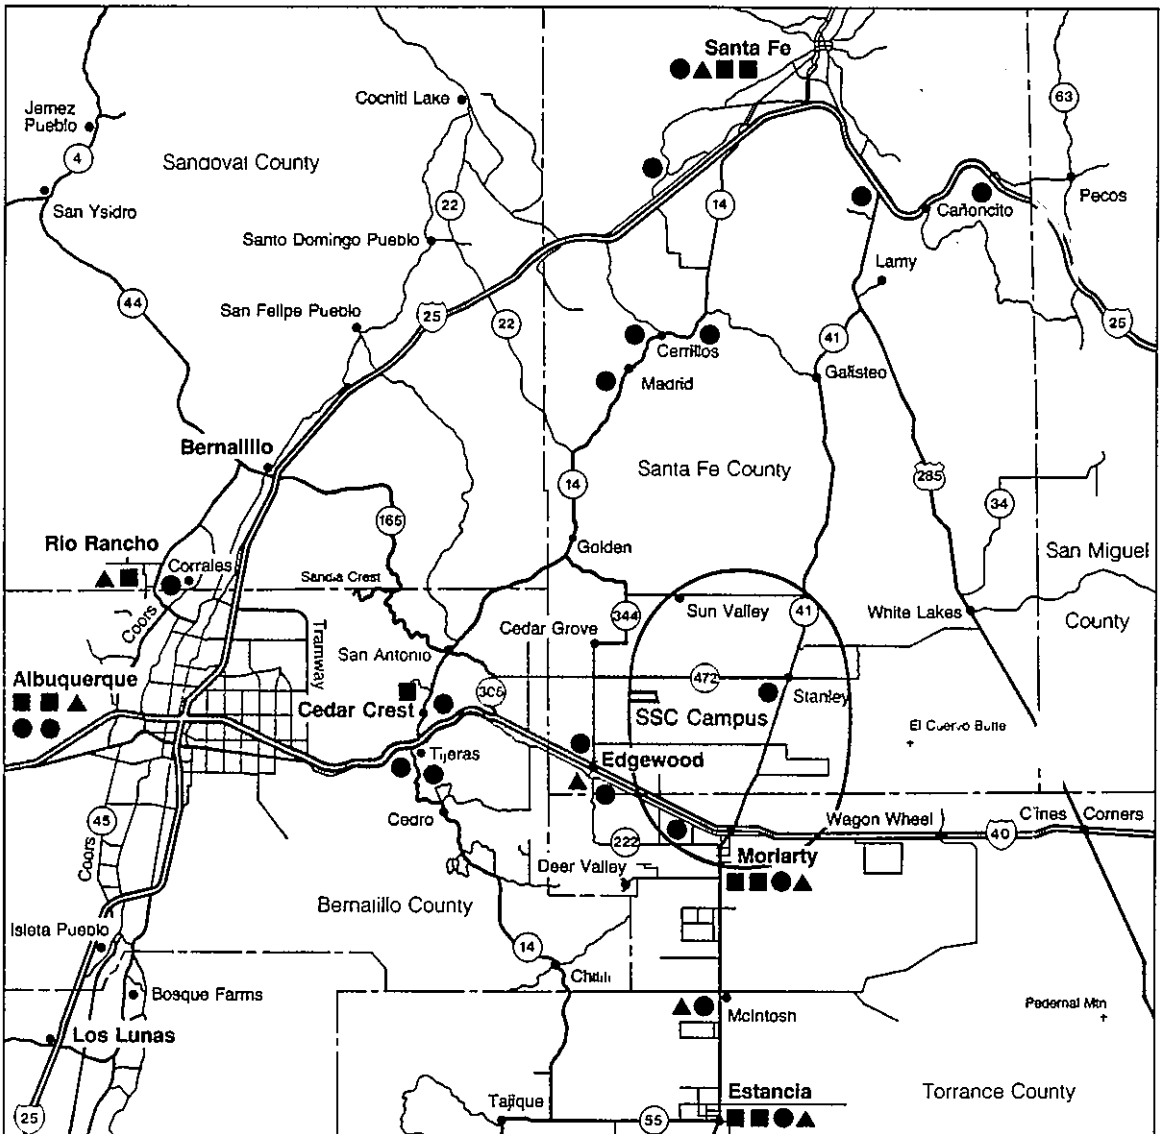 Santa Fe
Cochiti Lake
63
Jemez
Pueblo
4
Sandoval County
Pecos
San Ysidro
22
14
Cañoncito
Santo Domingo Pueblo
Lamy
44
San Felipe Pueblo
25
22
41
25
Cerrillos
Madrid
Galisteo
Bernalillo
Santa Fe County
285
14
34
165
Rio Rancho
Golden
San Miguel
Corrales
Sandia Crest
Coors
344
Sun Valley
41
White Lakes
County
Tramway
Cedar Grove
San Antonio
Albuquerque
472
306
Stanley
Cedar Crest
SSC Campus
El Cuervo Butte
Tijeras
Edgewood
Cedro
Wagon Wheel
Clines Corners
45
40
222
Coors
Deer Valley
Moriarty
Bernalillo County
Isleta Pueblo
14
Chilili
Bosque Farms
McIntosh
Pedernal Mtn
Los Lunas
Estancia
Torrance County
Tajique
25
55